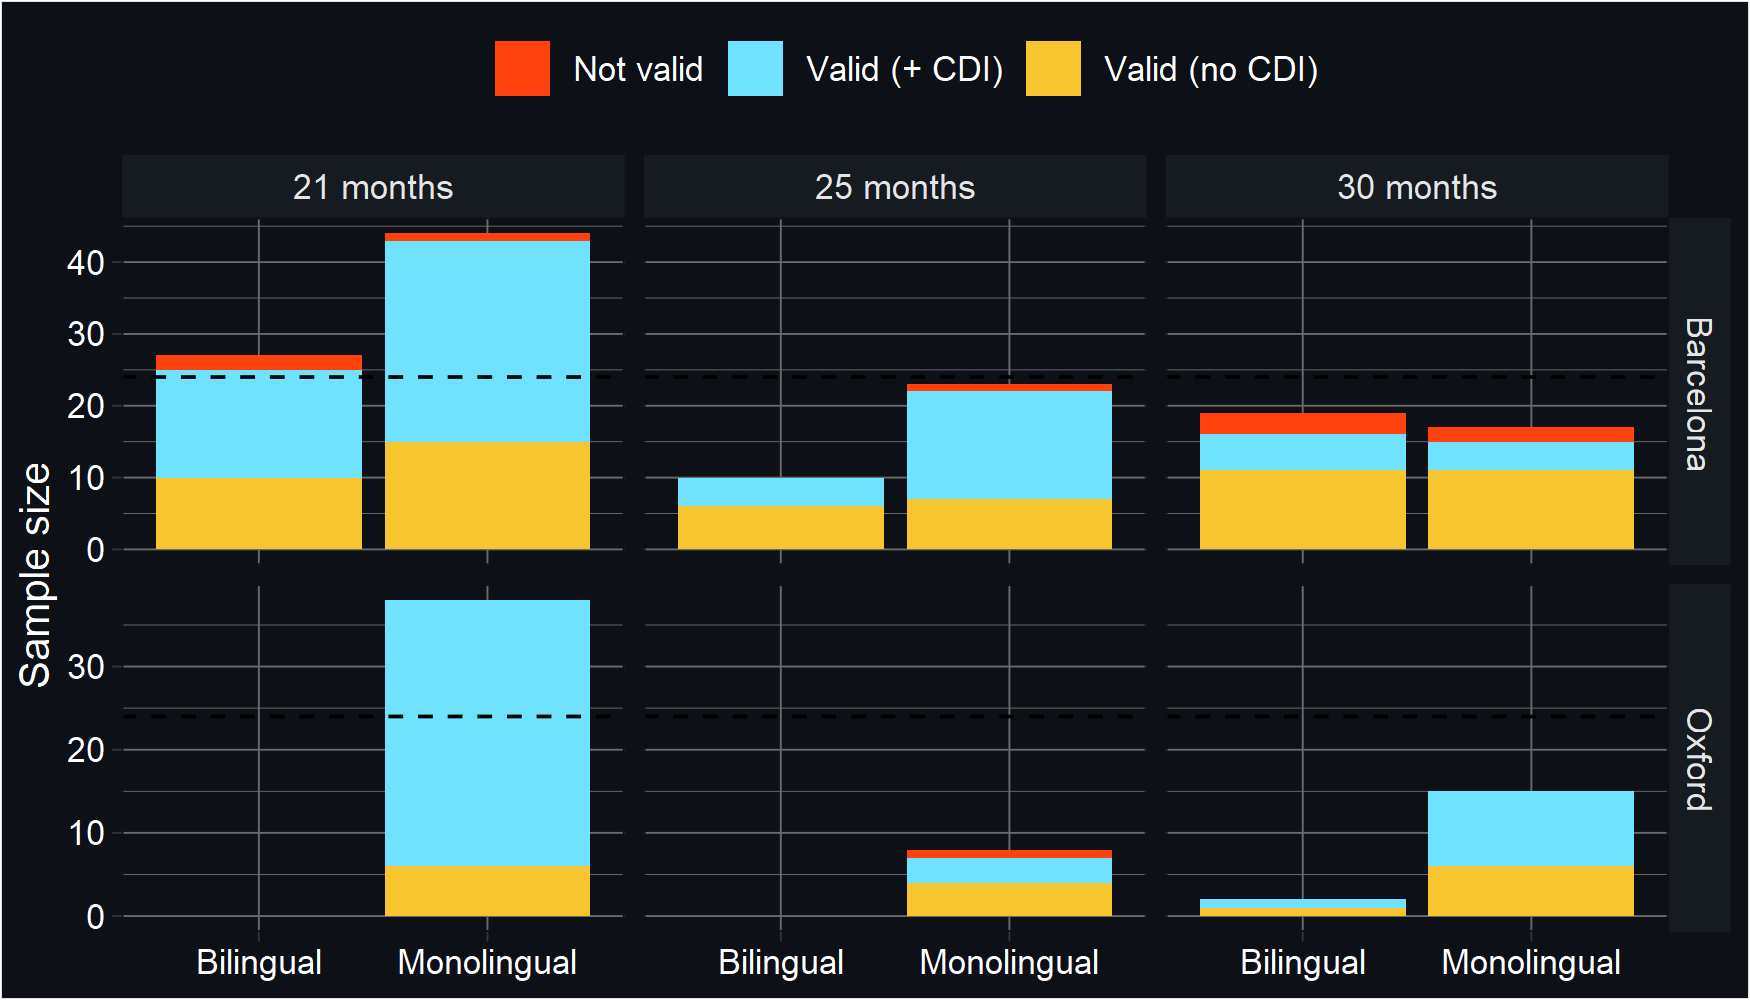 Not valid Valid (+ CDI) Valid (no CDI)
21 months 25 months 30 months
Sample size
40
30
20
10
0
Barcelona
30
20
10
0
Oxford
Bilingual Monolingual Bilingual Monolingual Bilingual Monolingual